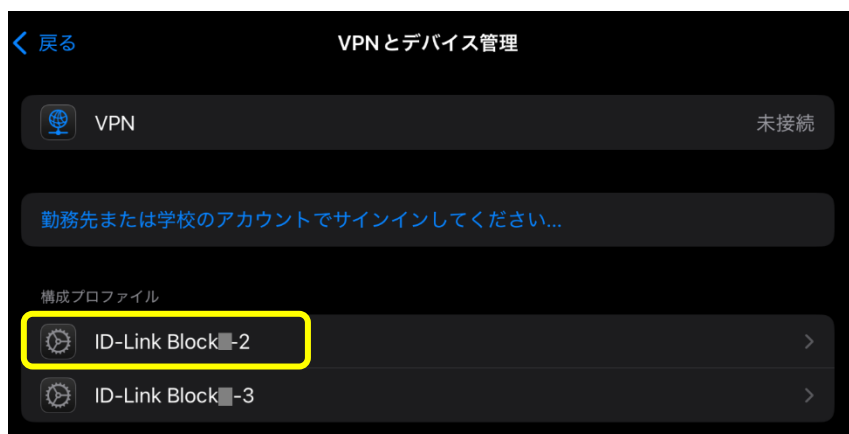 戻る
VPNとデバイス管理
VPN
未接続
勤務先または学校のアカウントでサインインしてください...
構成プロファイル
ID-Link Block -2
ID-Link Block -3